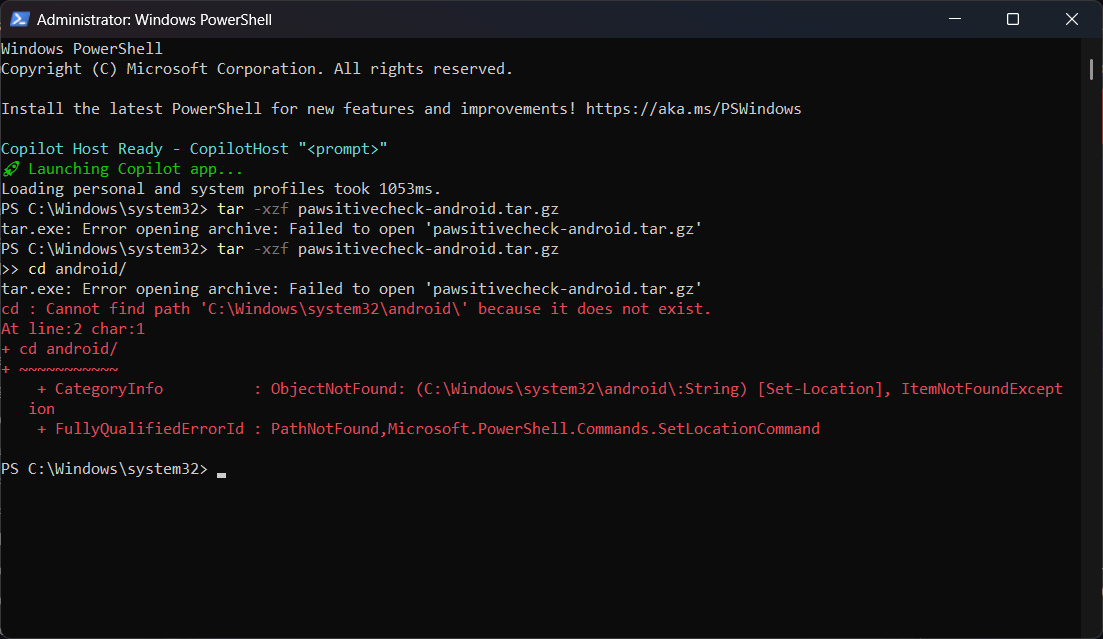 Administrator: Windows PowerShell
Windows PowerShell
Copyright (C) Microsoft Corporation. All rights reserved.
Install the latest PowerShell for new features and improvements! https://aka.ms/PSWindows
Copilot Host Ready - CopilotHost "<prompt>"
🚀 Launching Copilot app...
Loading personal and system profiles took 1053ms.
PS C:\Windows\system32> tar -xzf pawsitivecheck-android.tar.gz
tar.exe: Error opening archive: Failed to open 'pawsitivecheck-android.tar.gz'
PS C:\Windows\system32> tar -xzf pawsitivecheck-android.tar.gz
>> cd android/
tar.exe: Error opening archive: Failed to open 'pawsitivecheck-android.tar.gz'
cd : Cannot find path 'C:\Windows\system32\android\' because it does not exist.
At line:2 char:1
+ cd android/
+ ~~~~~~~~~~~
    + CategoryInfo          : ObjectNotFound: (C:\Windows\system32\android\:String) [Set-Location], ItemNotFoundExcept
   ion
    + FullyQualifiedErrorId : PathNotFound,Microsoft.PowerShell.Commands.SetLocationCommand
PS C:\Windows\system32>